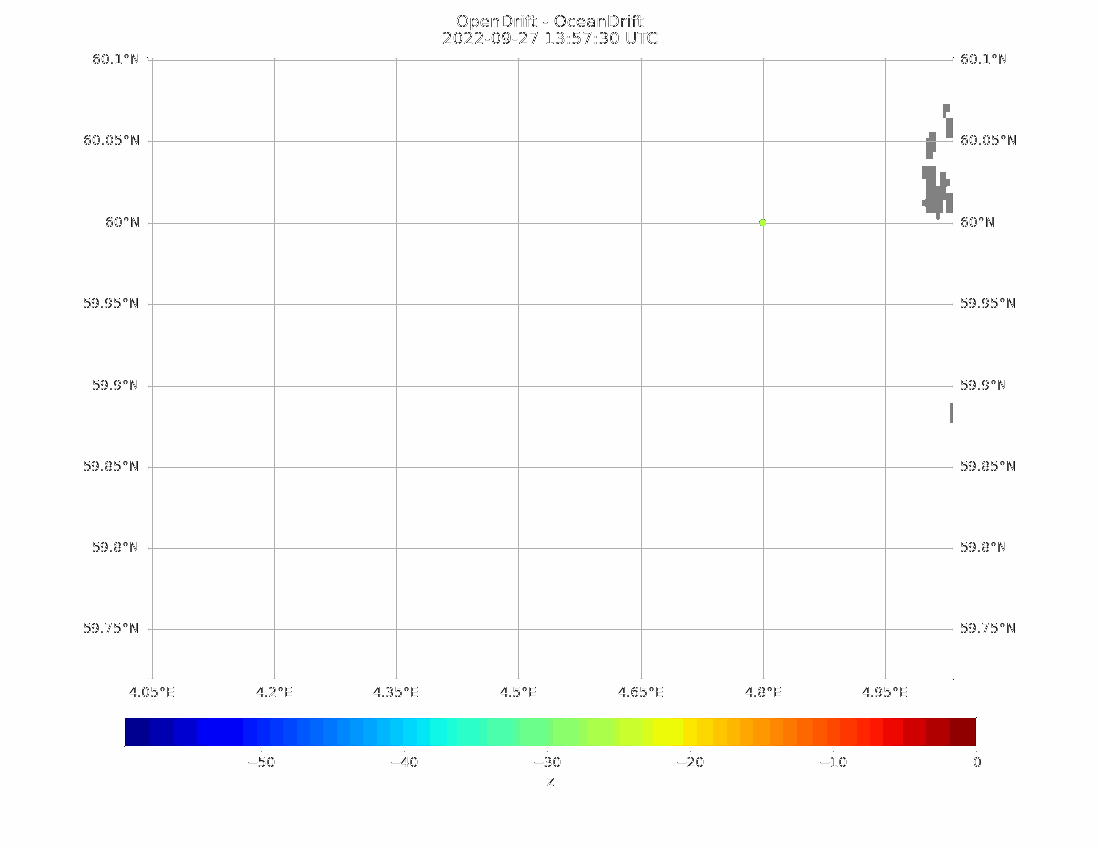 OpenDrift - OceanDrift
2022-09-27 13:57:30 UTC
60.1°N 60.1°N
60.05°N 60.05°N
60°N 60°N
59.95°N 59.95°N
59.9°N 59.9°N
59.85°N 59.85°N
59.8°N 59.8°N
59.75°N 59.75°N
4.05°E 4.2°E 4.35°E 4.5°E 4.65°E 4.8°E 4.95°E
−50 −40 −30 −20 −10 0
z